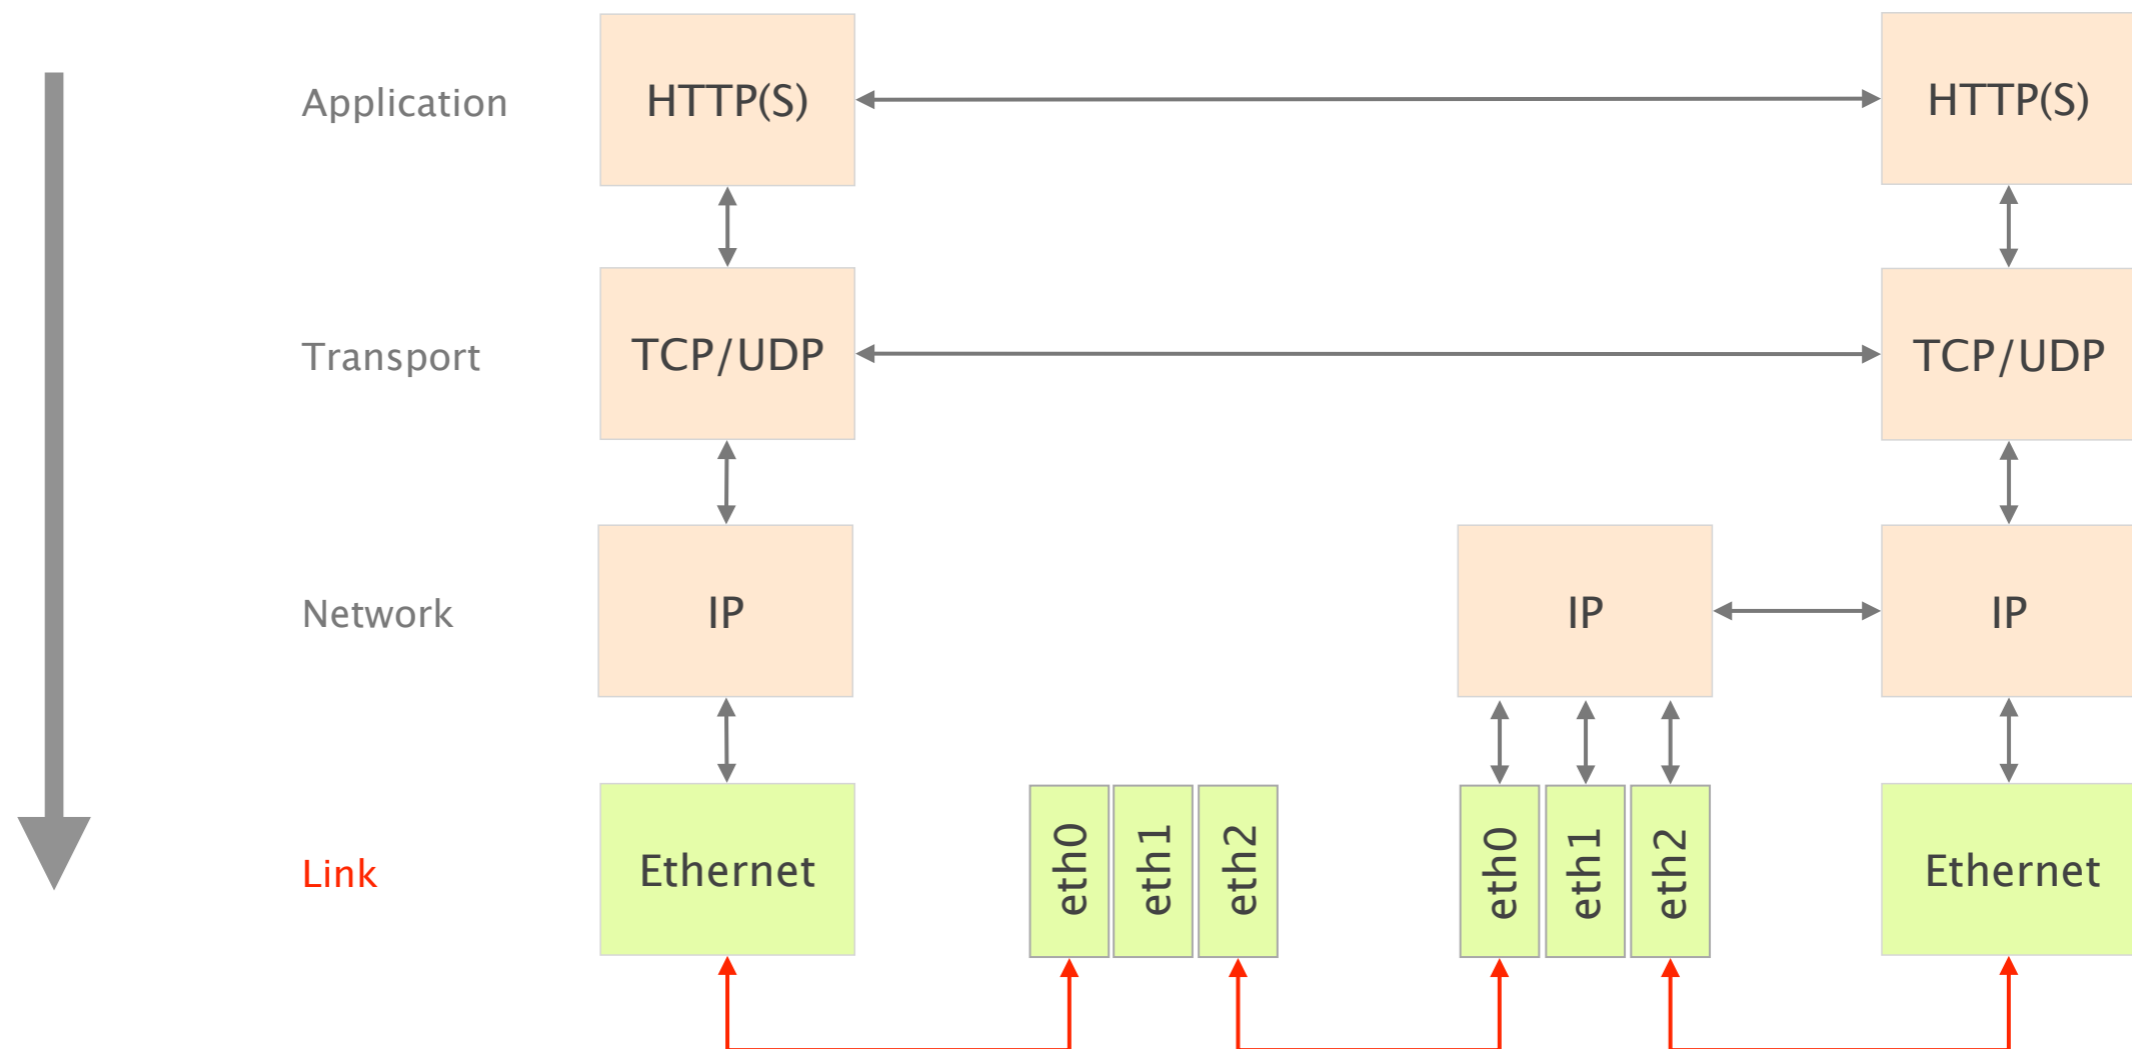 Application
HTTP(S)
HTTP(S)
Transport
TCP/UDP
TCP/UDP
Network
IP
IP
IP
Link
Ethernet
eth0
eth1
eth2
eth0
eth1
eth2
Ethernet